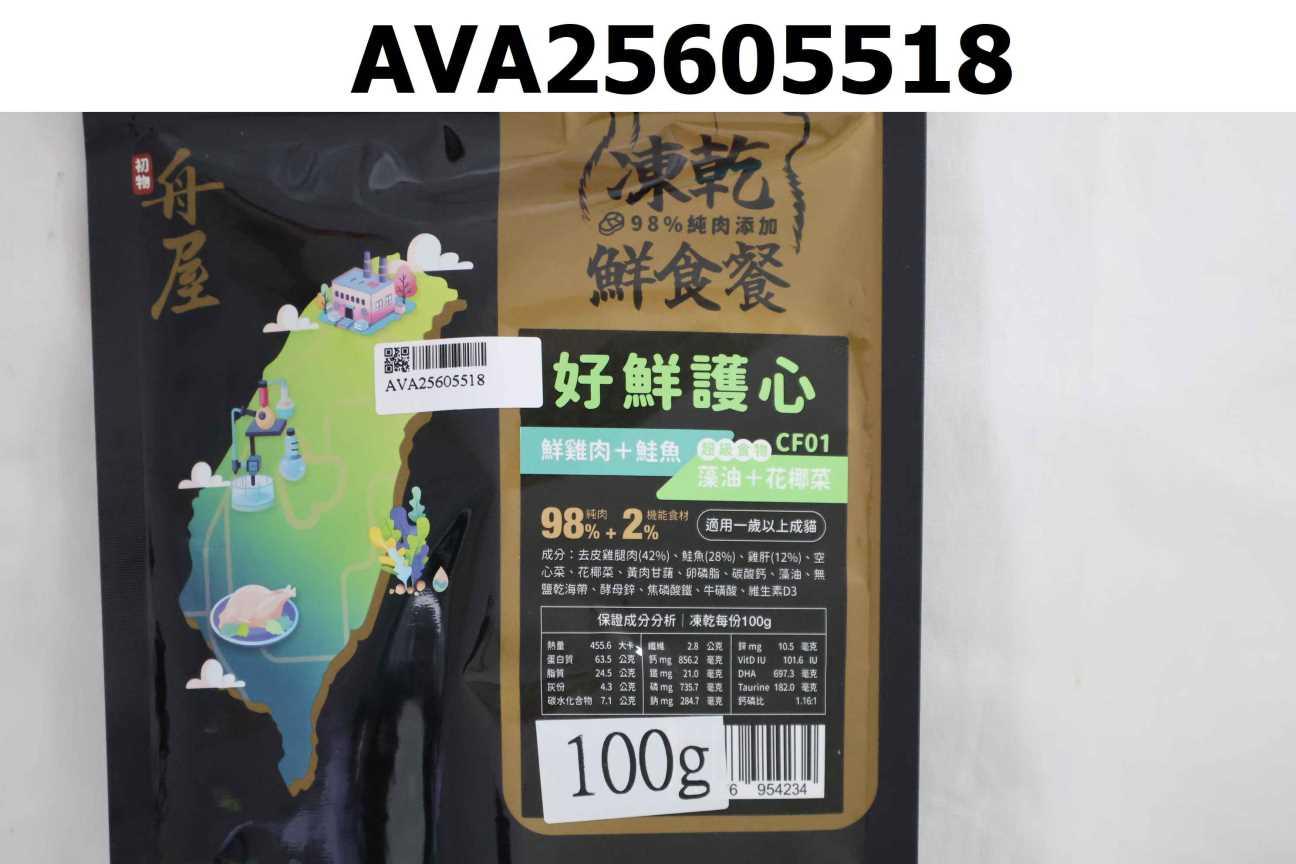 AVA25605518
初物
舟屋
凍乾
98%純肉添加
鮮食餐
AVA25605518
好鮮護心
鮮雞肉+鮭魚
超級食物 CF01
藻油+花椰菜
98% 純肉 + 2% 機能食材
適用一歲以上成貓
成分:去皮雞腿肉(42%)、鮭魚(28%)、雞肝(12%)、空
心菜、花椰菜、黃肉甘藷、卵磷脂、碳酸鈣、藻油、無
鹽乾海帶、酵母鋅、焦磷酸鐵、牛磺酸、維生素D3
保證成分分析|凍乾每份100g
熱量 455.6 大卡 纖維 2.8 公克 鋅 mg 10.5 毫克
蛋白質 63.5 公克 鈣 mg 856.2 毫克 VitD IU 101.6 IU
脂質 24.5 公克 鐵 mg 21.0 毫克 DHA 697.3 毫克
灰份 4.3 公克 磷 mg 735.7 毫克 Taurine 182.0 毫克
碳水化合物 7.1 公克 鈉 mg 284.7 毫克 鈣磷比 1.16:1
100g
6 954234